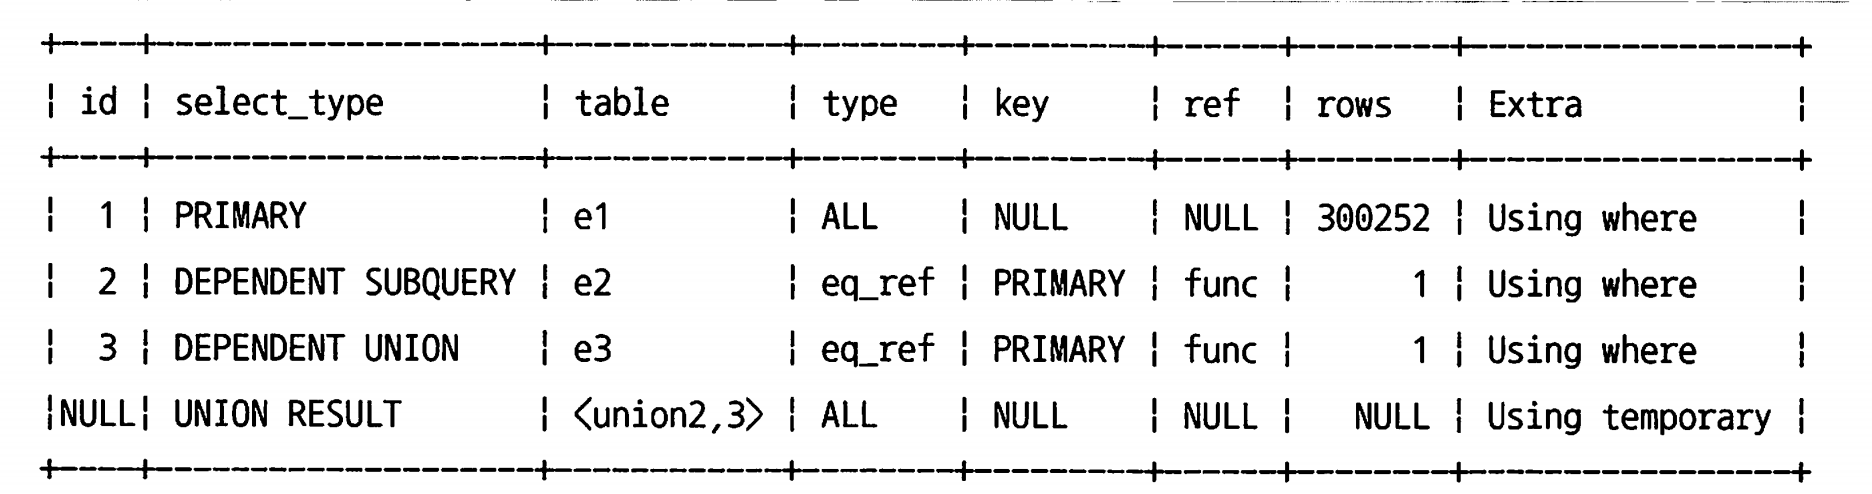 +----+--------------------+------------+--------+---------+------+--------+-----------------+
| id | select_type | table | type | key | ref | rows | Extra |
+----+--------------------+------------+--------+---------+------+--------+-----------------+
| 1 | PRIMARY | e1 | ALL | NULL | NULL | 300252 | Using where |
| 2 | DEPENDENT SUBQUERY | e2 | eq_ref | PRIMARY | func | 1 | Using where |
| 3 | DEPENDENT UNION | e3 | eq_ref | PRIMARY | func | 1 | Using where |
|NULL| UNION RESULT | <union2,3> | ALL | NULL | NULL | NULL | Using temporary |
+----+--------------------+------------+--------+---------+------+--------+-----------------+